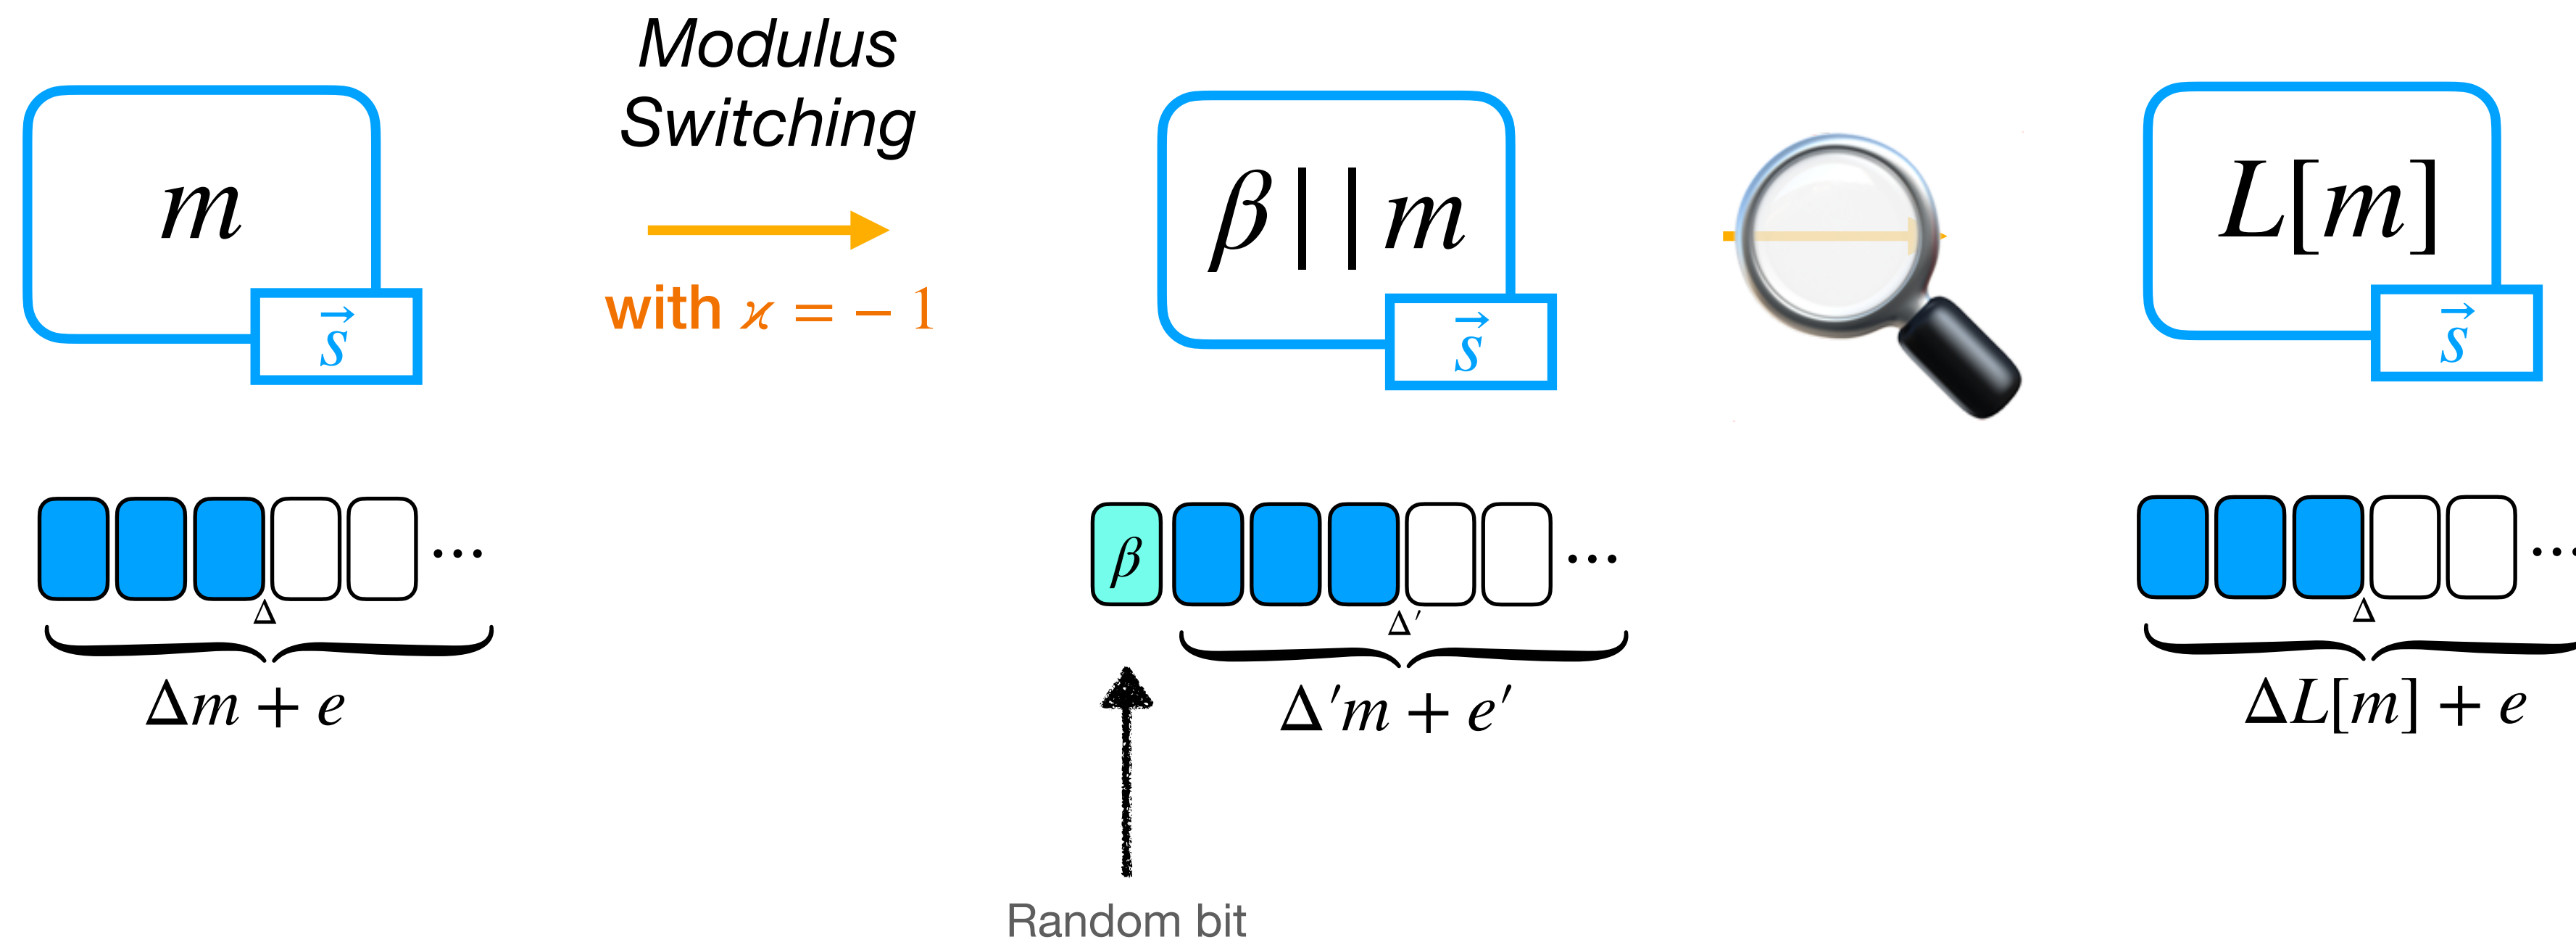 Modulus
Switching
with ϰ = − 1
m
s⃗
β||m
s⃗
L[m]
s⃗
...
Δ
Δm + e
β
...
Δ′
Δ′m + e′
...
Δ
ΔL[m] + e
Random bit